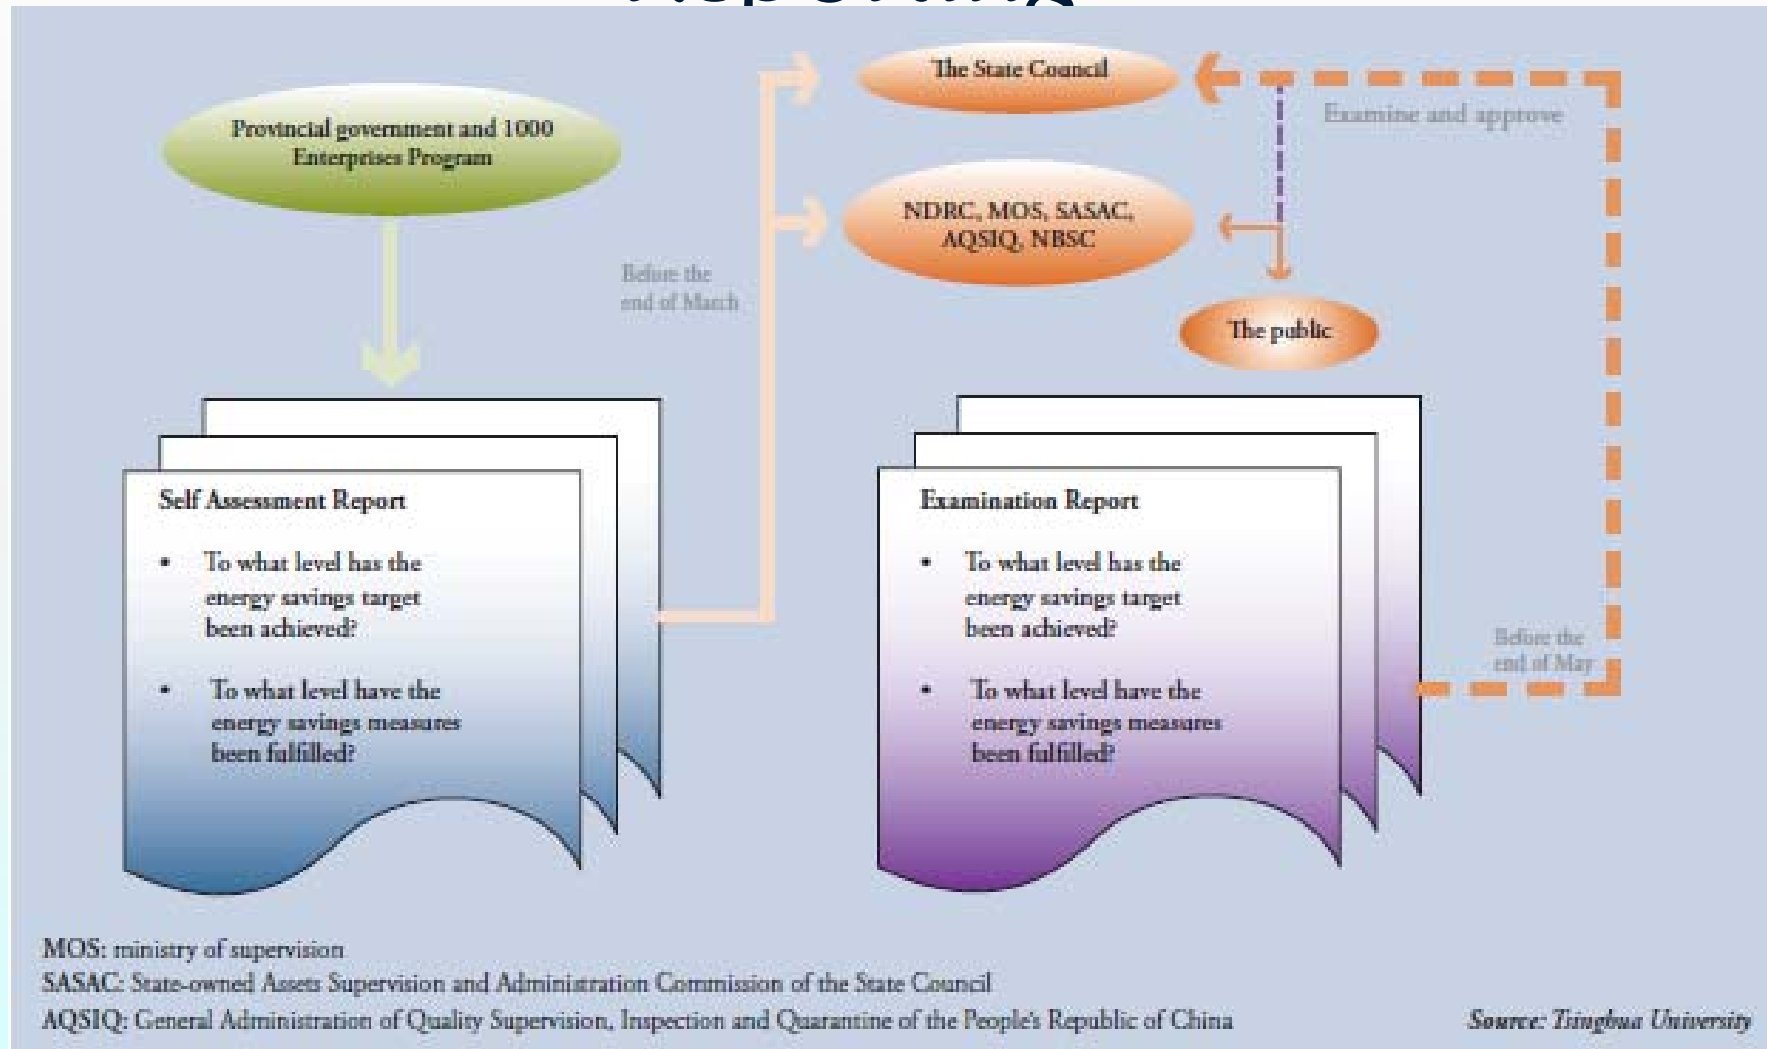 Reporting
The State Council
Examine and approve
Provincial government and 1000
Enterprises Program
NDRC, MOS, SASAC,
AQSIQ, NBSC
Before the
end of March
The public
Self Assessment Report
• To what level has the
energy savings target
been achieved?
• To what level have the
energy savings measures
been fulfilled?
Examination Report
• To what level has the
energy savings target
been achieved?
• To what level have the
energy savings measures
been fulfilled?
Before the
end of May
MOS: ministry of supervision
SASAC: State-owned Assets Supervision and Administration Commission of the State Council
AQSIQ: General Administration of Quality Supervision, Inspection and Quarantine of the People's Republic of China
Source: Tsinghua University